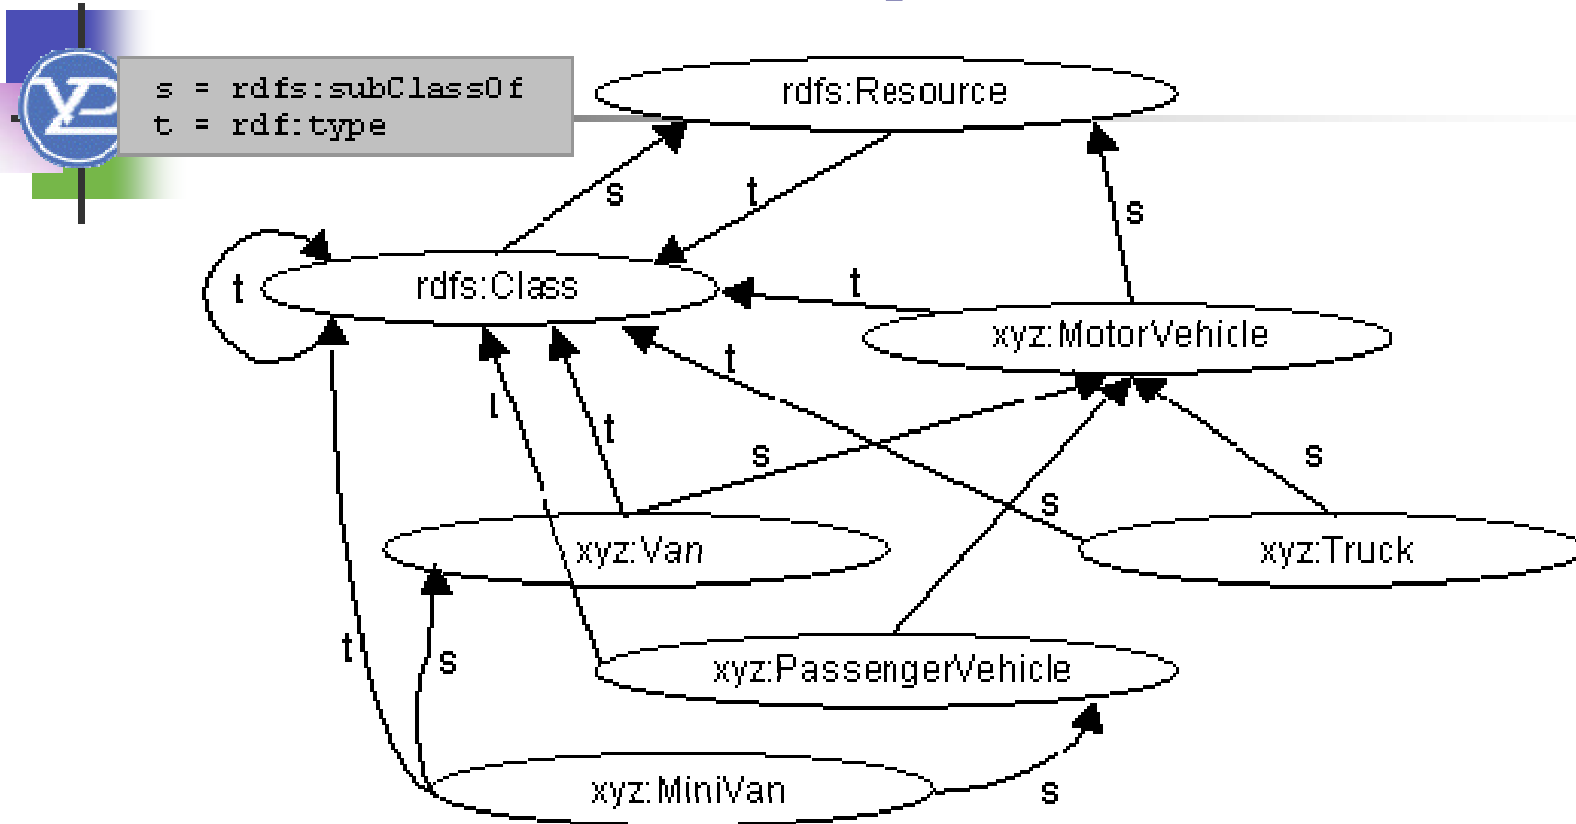 s = rdfs:subClassOf
t = rdf:type
rdfs:Resource
s
t
s
t
rdfs:Class
t
xyz:MotorVehicle
t
t
t
s
s
s
xyz:Van
xyz:Truck
t
s
xyz:PassengerVehicle
xyz:MiniVan
s